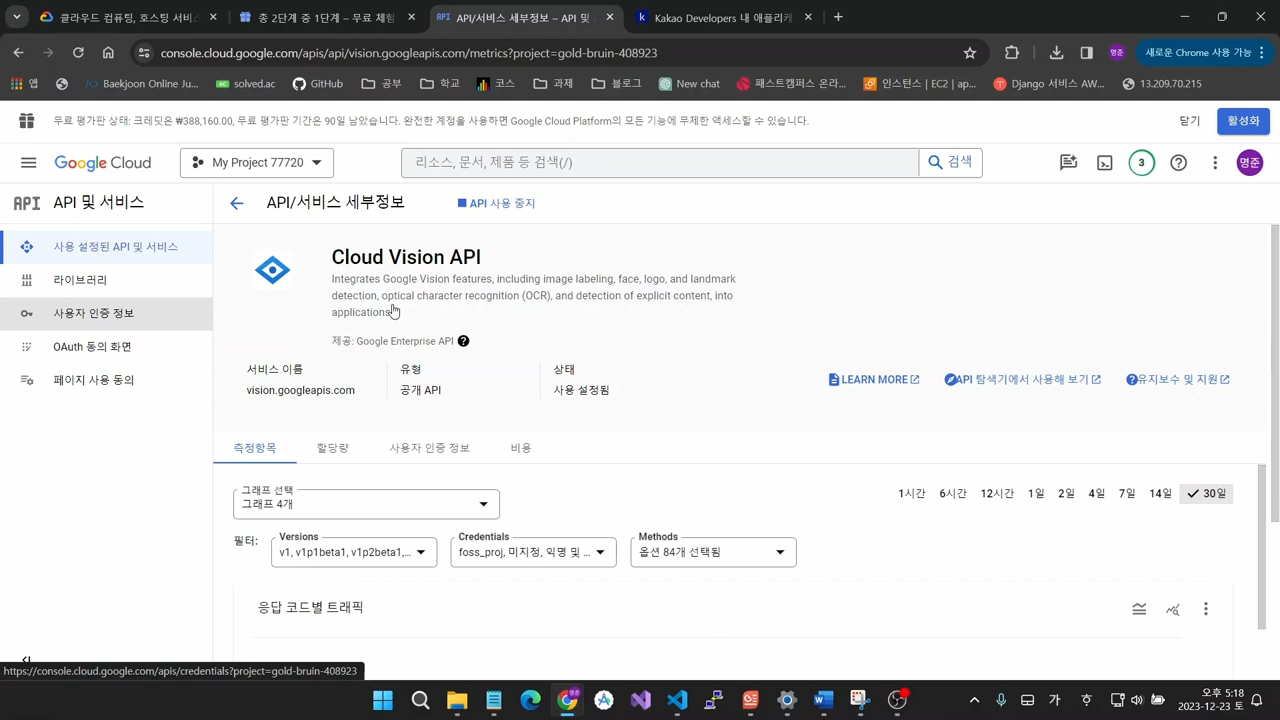 클라우드 컴퓨팅, 호스팅 서비스
총 2단계 중 1단계 – 무료 체험
API/서비스 세부정보 – API 및
Kakao Developers 내 애플리케
console.cloud.google.com/apis/api/vision.googleapis.com/metrics?project=gold-bruin-408923
명준
새로운 Chrome 사용 가능
앱
Baekjoon Online Ju...
solved.ac
GitHub
공부
학교
코스
과제
블로그
New chat
패스트캠퍼스 온라...
인스턴스 | EC2 | ap...
Django 서비스 AW...
13.209.70.215
무료 평가판 상태: 크레딧은 ₩388,160.00, 무료 평가판 기간은 90일 남았습니다. 완전한 계정을 사용하면 Google Cloud Platform의 모든 기능에 무제한 액세스할 수 있습니다.
닫기
활성화
Google Cloud
My Project 77720
리소스, 문서, 제품 등 검색(/)
검색
3
명준
API API 및 서비스
API/서비스 세부정보
API 사용 중지
사용 설정된 API 및 서비스
라이브러리
사용자 인증 정보
OAuth 동의 화면
페이지 사용 동의
Cloud Vision API
Integrates Google Vision features, including image labeling, face, logo, and landmark
detection, optical character recognition (OCR), and detection of explicit content, into
applications
제공: Google Enterprise API
서비스 이름
vision.googleapis.com
유형
공개 API
상태
사용 설정됨
LEARN MORE
API 탐색기에서 사용해 보기
유지보수 및 지원
측정항목
할당량
사용자 인증 정보
비용
그래프 선택
그래프 4개
1시간
6시간
12시간
1일
2일
4일
7일
14일
30일
필터:
Versions
v1, v1p1beta1, v1p2beta1,...
Credentials
foss_proj, 미지정, 익명 및 ...
Methods
옵션 84개 선택됨
응답 코드별 트래픽
https://console.cloud.google.com/apis/credentials?project=gold-bruin-408923
가
오후 5:18
2023-12-23 토